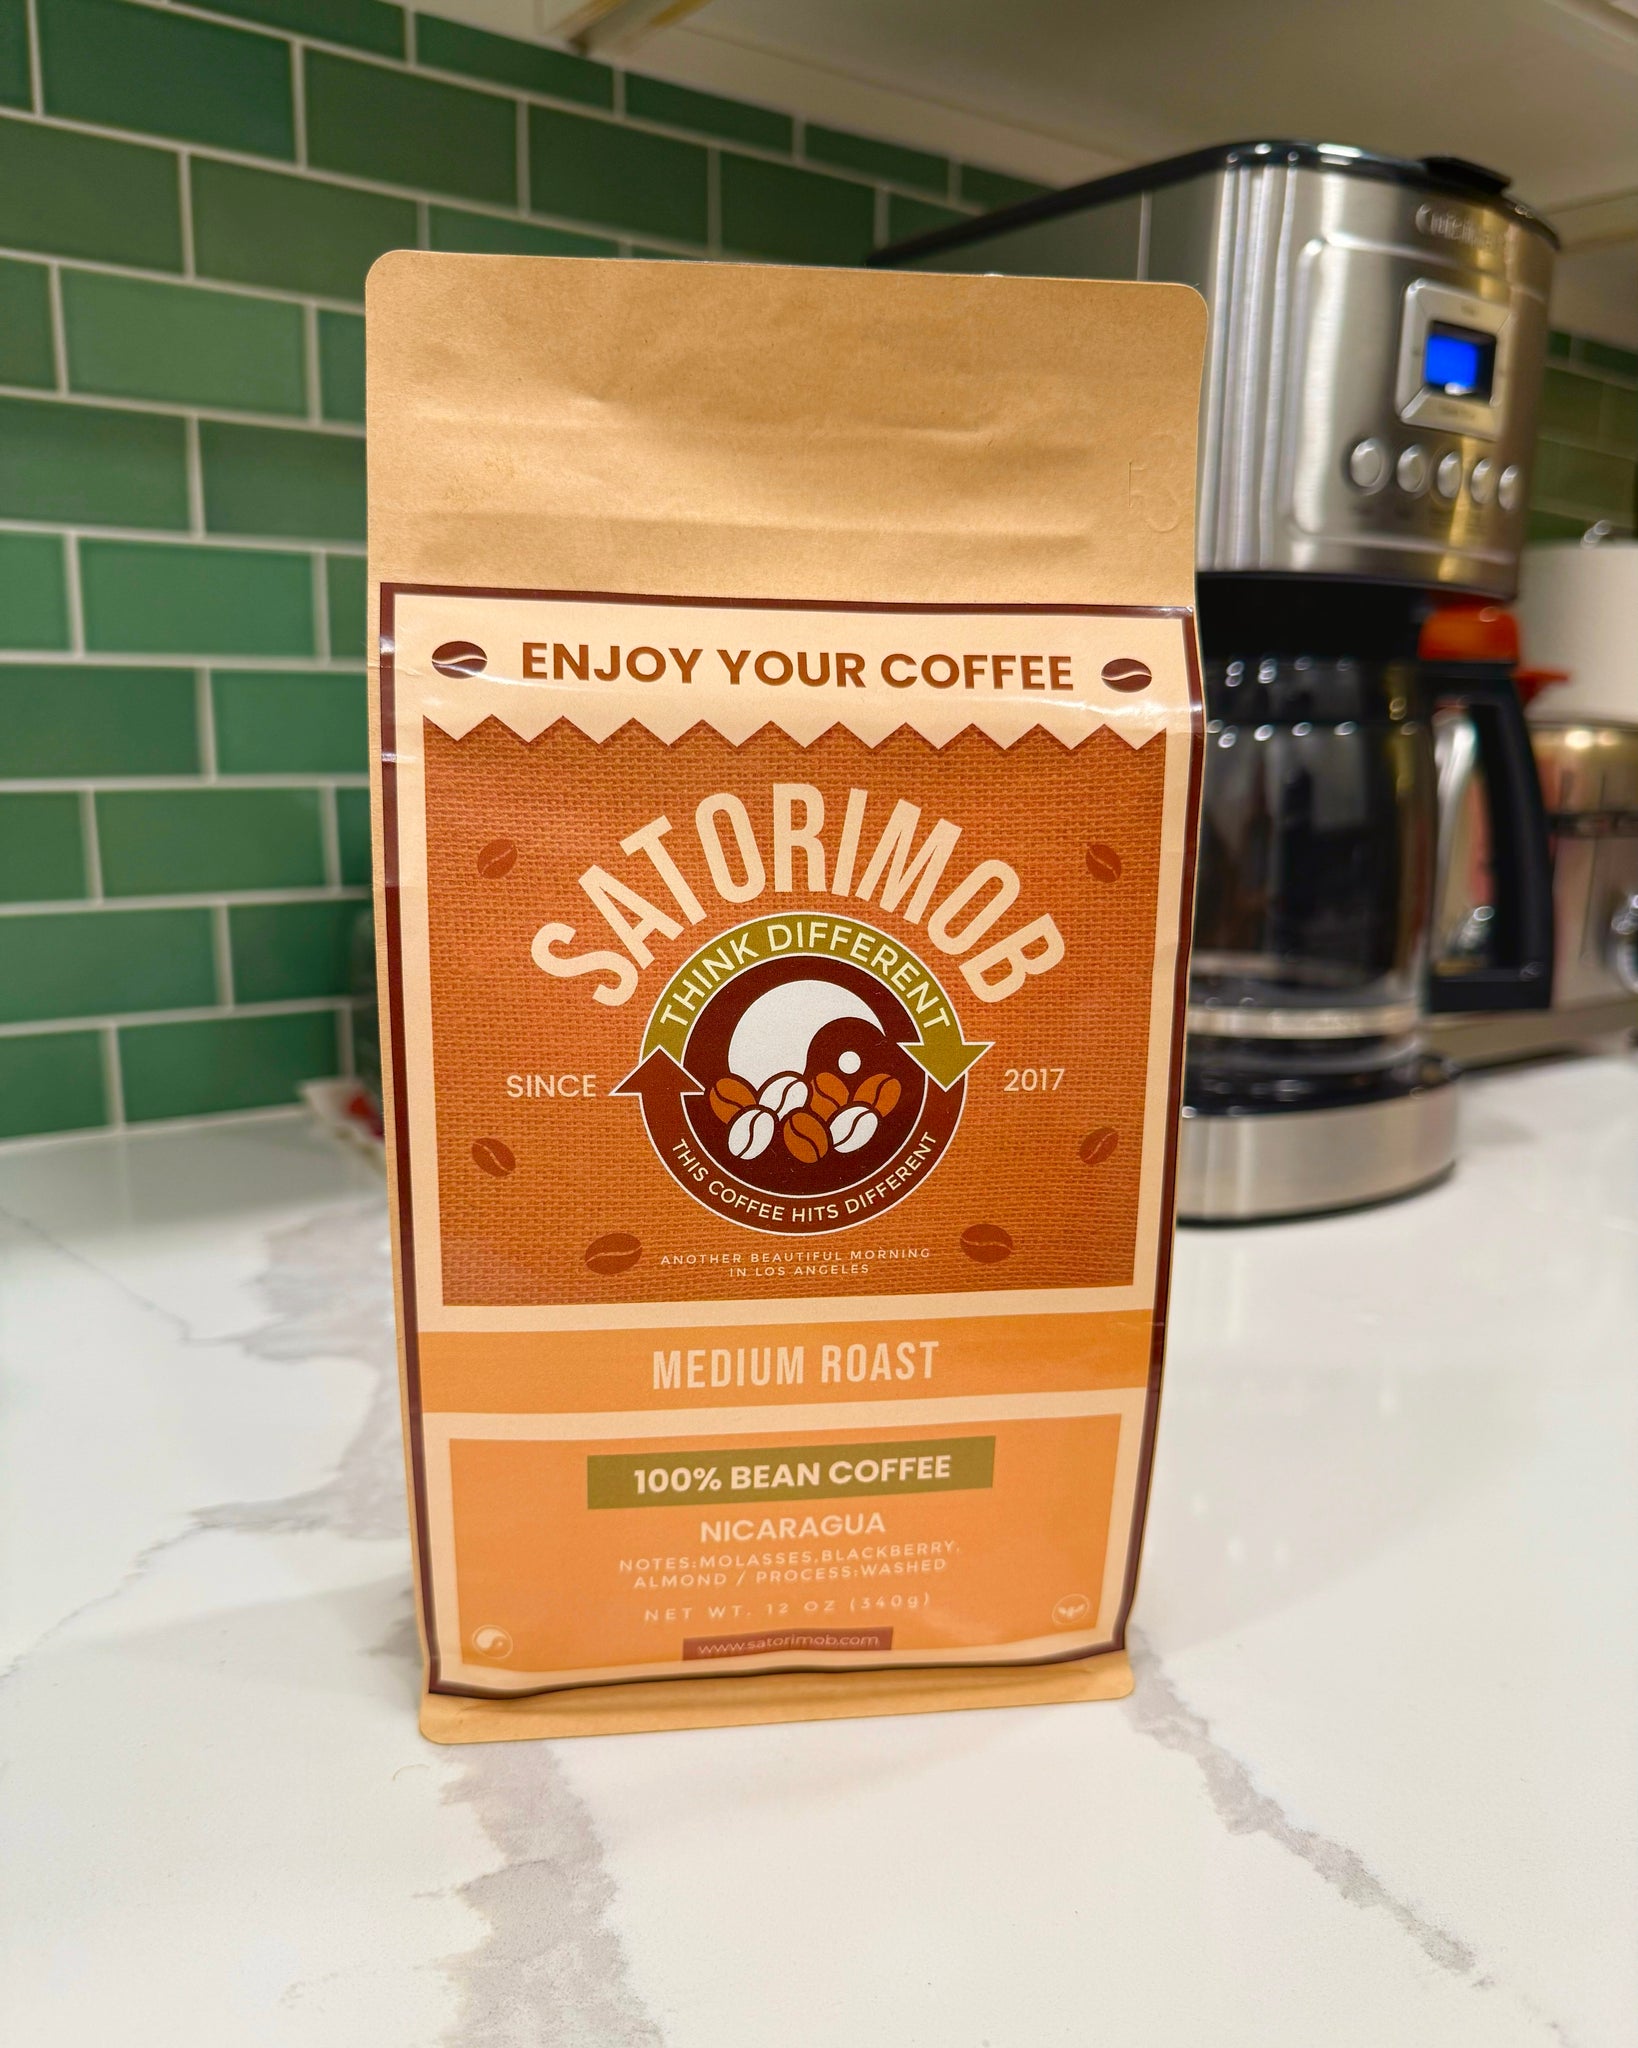 ENJOY YOUR COFFEE
SATORIMOB
THINK DIFFERENT
SINCE 2017
THIS COFFEE HITS DIFFERENT
ANOTHER BEAUTIFUL MORNING
IN LOS ANGELES
MEDIUM ROAST
100% BEAN COFFEE
NICARAGUA
NOTES:MOLASSES,BLACKBERRY,
ALMOND / PROCESS:WASHED
NET WT. 12 OZ (340g)
www.satorimob.com
Cuisinart